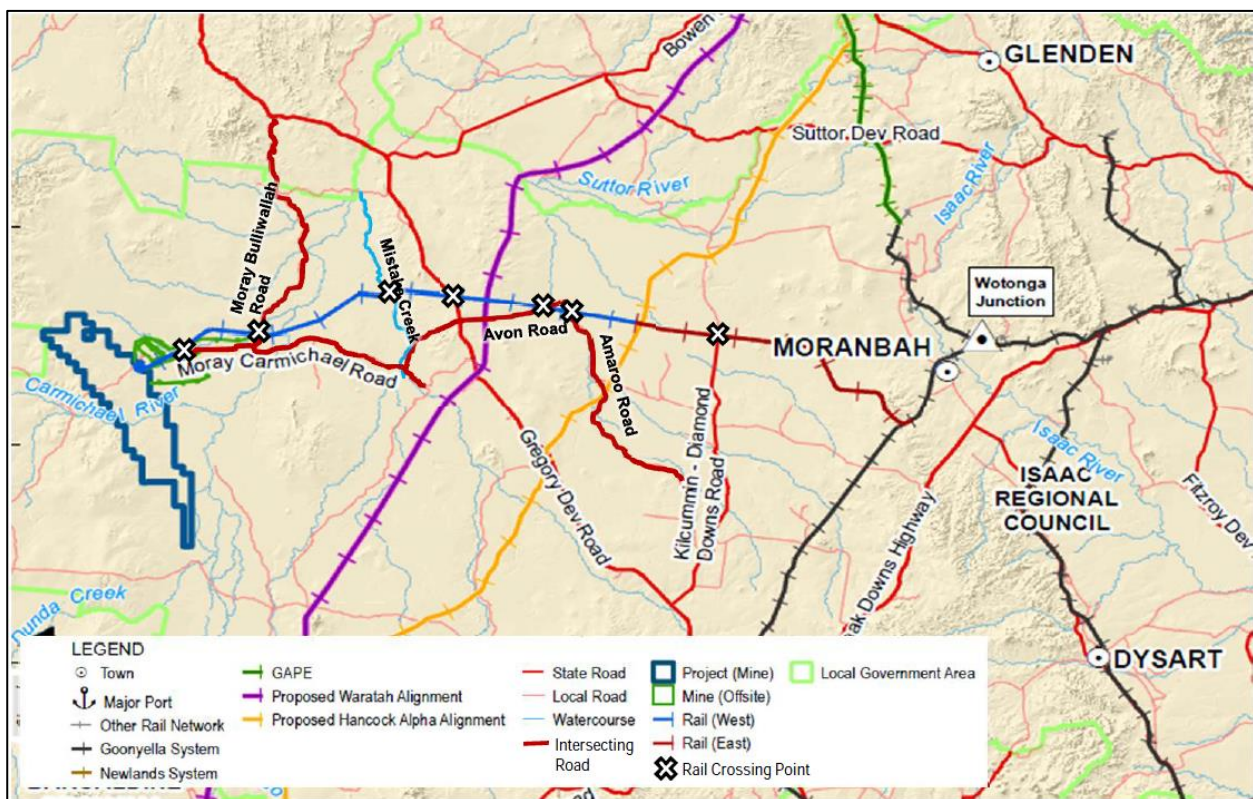 Bowen
GLENDEN
Suttor Dev Road
Suttor River
Isaac River
Moray Bulliwallah
Road
Mistake
Creek
Wotonga
Junction
Avon Road
MORANBAH
Moray Carmichael Road
Carmichael River
Amaroo Road
Gregory Dev Road
Kilcummin - Diamond
Downs Road
Isaac River
ISAAC
REGIONAL
COUNCIL
Fitzroy Dev
Dunda Creek
DYSART
LEGEND
Town
Major Port
Other Rail Network
Goonyella System
Newlands System
GAPE
Proposed Waratah Alignment
Proposed Hancock Alpha Alignment
State Road
Local Road
Watercourse
Intersecting
Road
Project (Mine)
Mine (Offsite)
Rail (West)
Rail (East)
Rail Crossing Point
Local Government Area
Downs Highway